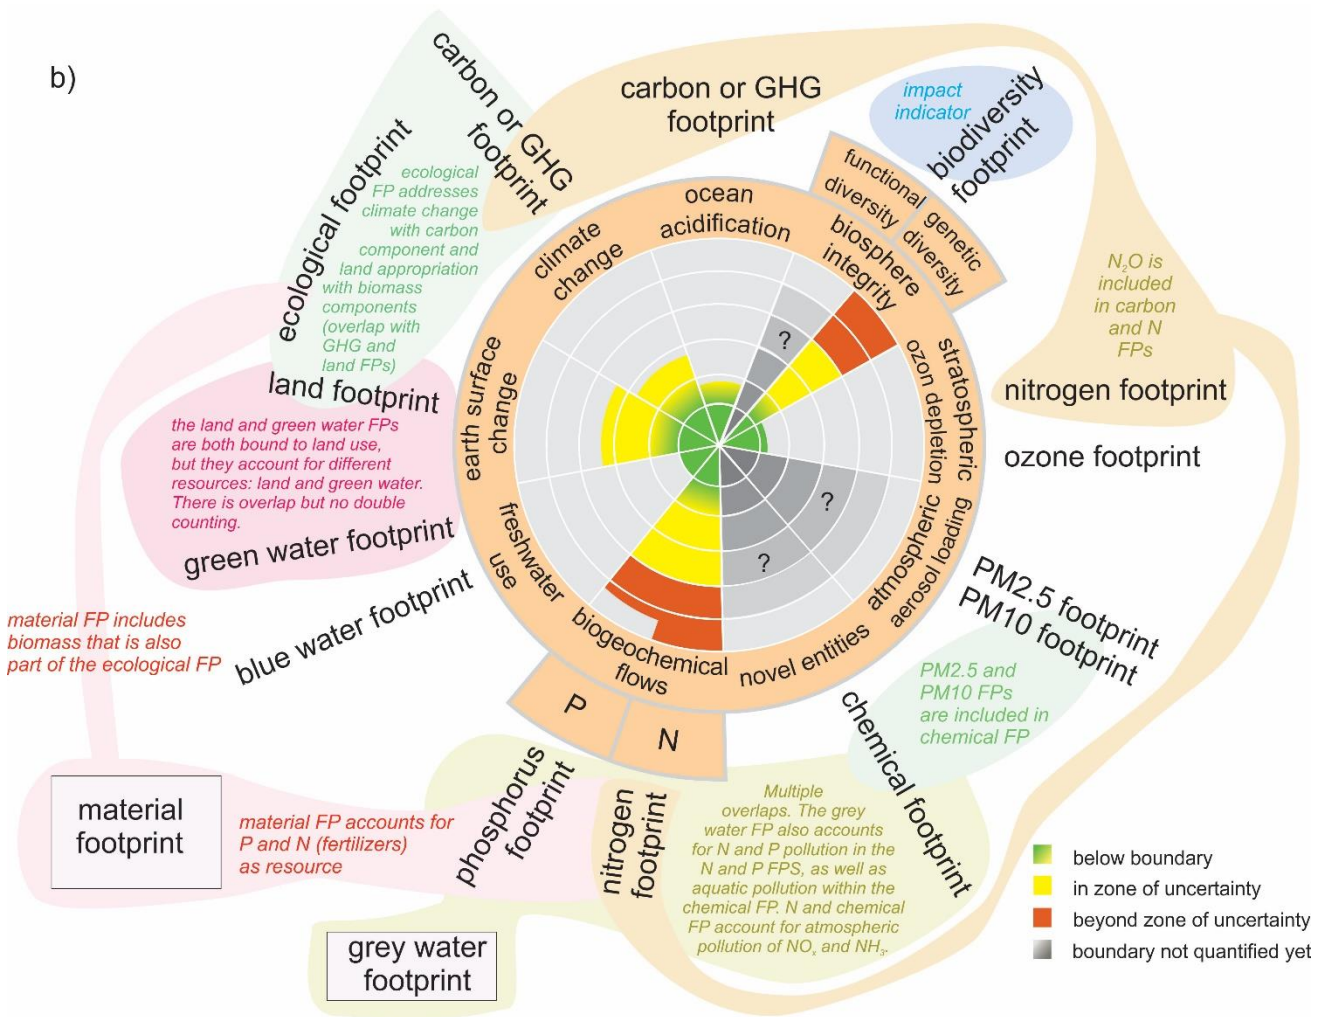 b)
carbon or GHG
footprint
ecological footprint
ecological
FP addresses
climate change
with carbon
component and
land appropriation
with biomass
components
(overlap with
GHG and
land FPs)
carbon or GHG
footprint
impact
indicator
biodiversity
footprint
functional
diversity
genetic
diversity
ocean
acidification
biosphere
integrity
climate
change
earth surface
change
freshwater
use
biogeochemical
flows
P
N
novel entities
atmospheric
aerosol loading
stratospheric
ozon depletion
?
?
?
N₂O is
included
in carbon
and N
FPs
nitrogen footprint
ozone footprint
PM2.5 footprint
PM10 footprint
PM2.5 and
PM10 FPs
are included in
chemical FP
chemical footprint
land footprint
the land and green water FPs
are both bound to land use,
but they account for different
resources: land and green water.
There is overlap but no double
counting.
green water footprint
blue water footprint
material FP includes
biomass that is also
part of the ecological FP
material
footprint
material FP accounts for
P and N (fertilizers)
as resource
phosphorus
footprint
nitrogen
footprint
Multiple
overlaps. The grey
water FP also accounts
for N and P pollution in the
N and P FPS, as well as
aquatic pollution within the
chemical FP. N and chemical
FP account for atmospheric
pollution of NOₓ and NH₃.
grey water
footprint
below boundary
in zone of uncertainty
beyond zone of uncertainty
boundary not quantified yet